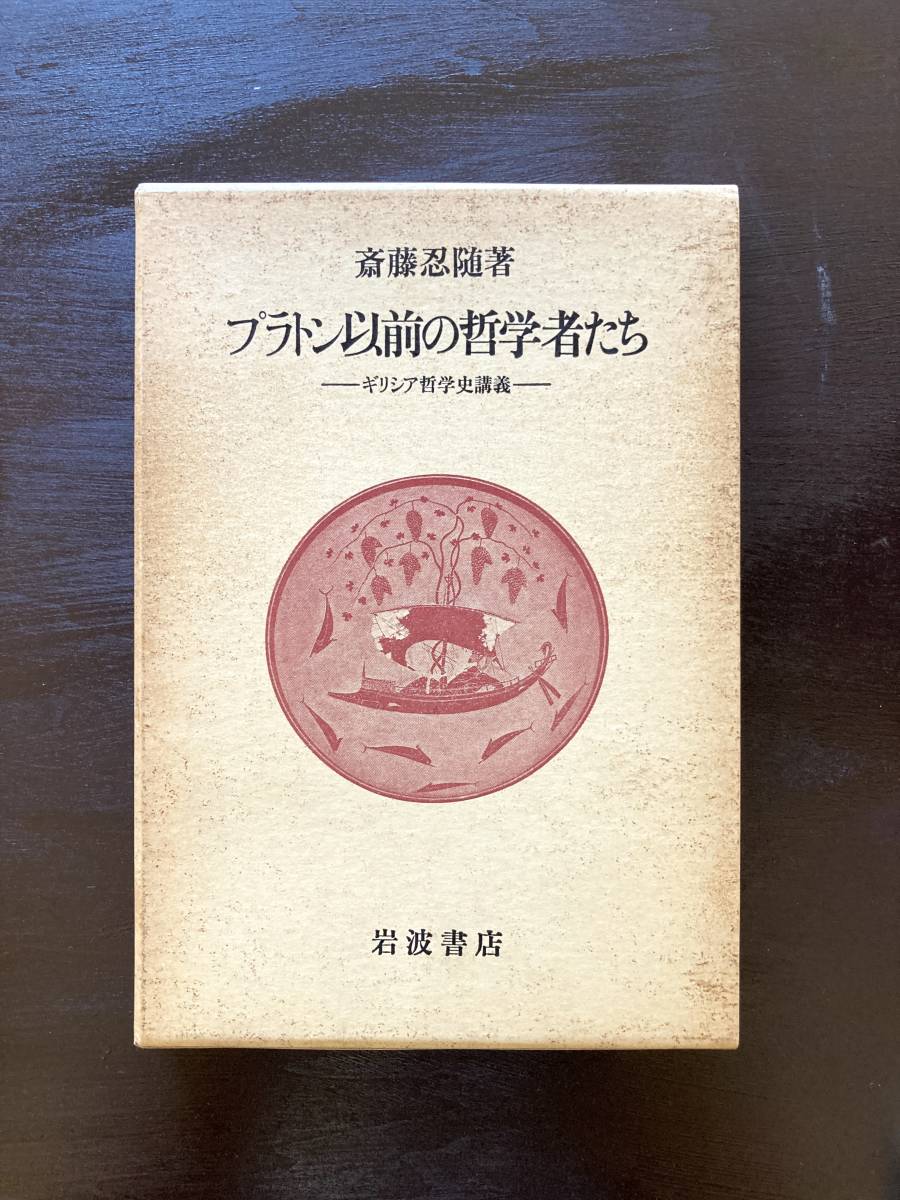 斎藤忍随著
プラトン以前の哲学者たち
──ギリシア哲学史講義──
岩波書店